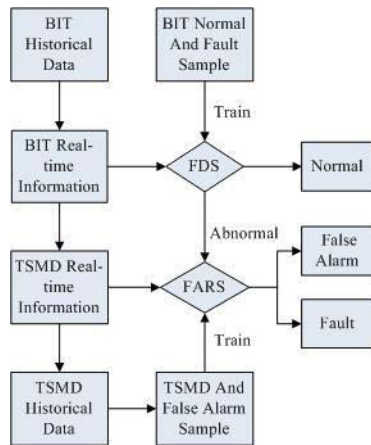 BIT
Historical
Data
BIT Normal
And Fault
Sample
Train
BIT Real-
time
Information
FDS
Normal
Abnormal
TSMD Real-
time
Information
FARS
False
Alarm
Fault
Train
TSMD
Historical
Data
TSMD And
False Alarm
Sample